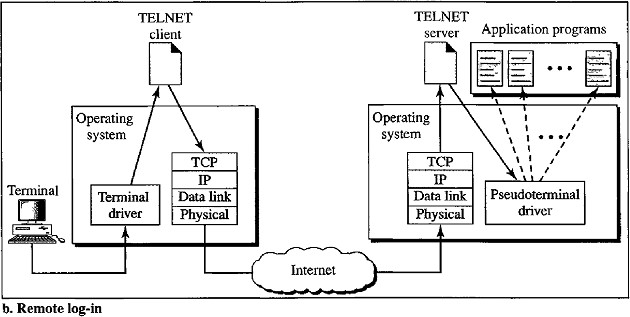 TELNET
client
TELNET
server
Application programs
Operating
system
Operating
system
TCP
IP
Data link
Physical
Terminal
Terminal
driver
TCP
IP
Data link
Physical
Pseudoterminal
driver
Internet
b. Remote log-in